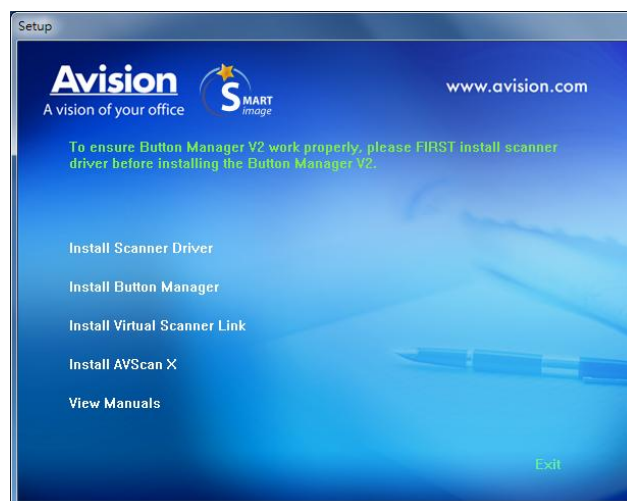 Setup
Avision
A vision of your office
SMART
image
www.avision.com
To ensure Button Manager V2 work properly, please FIRST install scanner
driver before installing the Button Manager V2.
Install Scanner Driver
Install Button Manager
Install Virtual Scanner Link
Install AVScan X
View Manuals
Exit